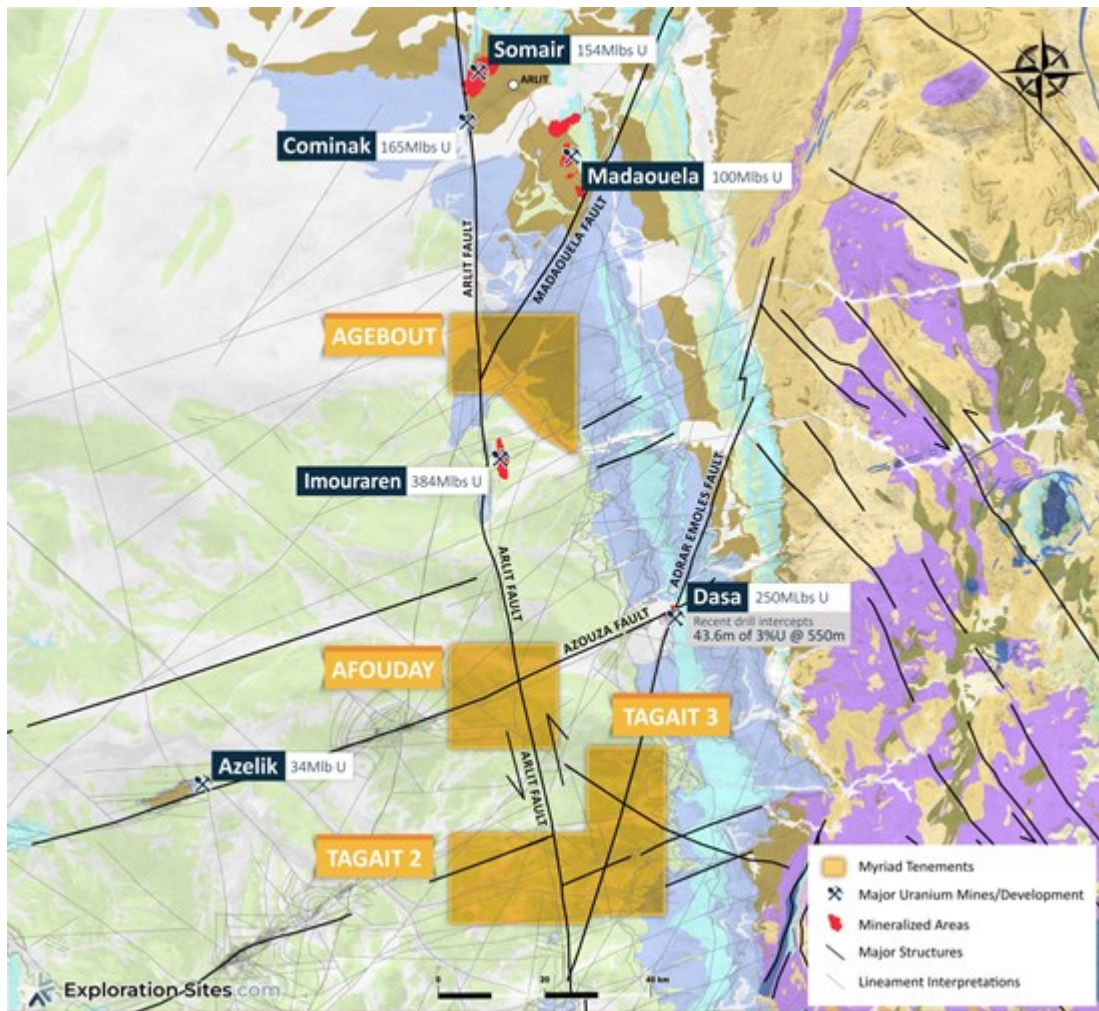 Somair 154Mlbs U
ARLIT
Cominak 165Mlbs U
Madaouela 100Mlbs U
ARLIT FAULT
MADAOUELA FAULT
AGEBOUT
Imouraren 384Mlbs U
ADRAR EMOLES FAULT
ARLIT FAULT
Dasa 250MLbs U
Recent drill intercepts
43.6m of 3%U @ 550m
AZOUZA FAULT
AFOUDAY
TAGAIT 3
Azelik 34Mlb U
ARLIT FAULT
TAGAIT 2
Myriad Tenements
Major Uranium Mines/Development
Mineralized Areas
Major Structures
Lineament Interpretations
0 20 40 km
Exploration Sites.com